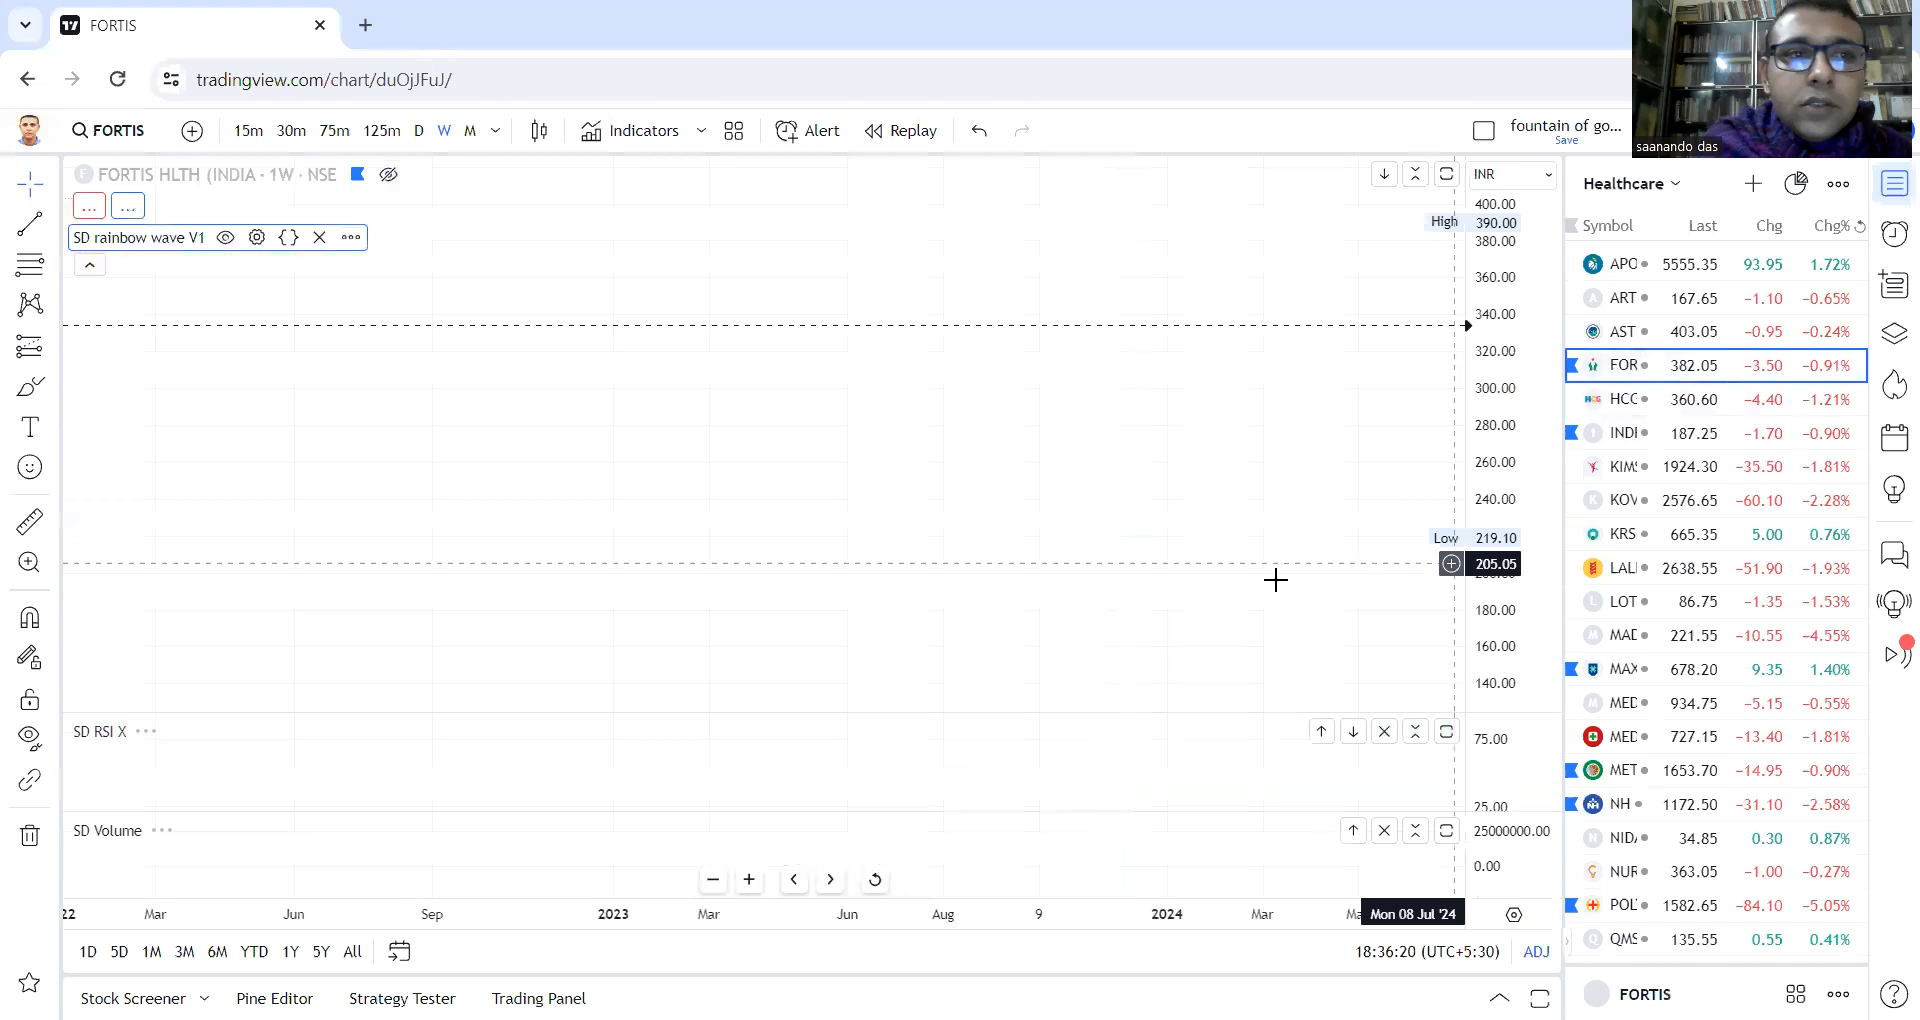 FORTIS
tradingview.com/chart/duOjJFuJ/
FORTIS 15m 30m 75m 125m D W M Indicators Alert Replay fountain of go...
Save
saanando das
FORTIS HLTH (INDIA · 1W · NSE
INR
SD rainbow wave V1
High 390.00
Low 219.10
205.05
400.00
380.00
360.00
340.00
320.00
300.00
280.00
260.00
240.00
180.00
160.00
140.00
SD RSI X
75.00
25.00
SD Volume
25000000.00
0.00
22 Mar Jun Sep 2023 Mar Jun Aug 9 2024 Mar Mon 08 Jul '24
1D 5D 1M 3M 6M YTD 1Y 5Y All 18:36:20 (UTC+5:30) ADJ
Stock Screener Pine Editor Strategy Tester Trading Panel
Healthcare
Symbol Last Chg Chg%
APO 5555.35 93.95 1.72%
ART 167.65 −1.10 −0.65%
AST 403.05 −0.95 −0.24%
FOR 382.05 −3.50 −0.91%
HCG 360.60 −4.40 −1.21%
INDI 187.25 −1.70 −0.90%
KIMS 1924.30 −35.50 −1.81%
KOV 2576.65 −60.10 −2.28%
KRS 665.35 5.00 0.76%
LAL 2638.55 −51.90 −1.93%
LOT 86.75 −1.35 −1.53%
MAD 221.55 −10.55 −4.55%
MAX 678.20 9.35 1.40%
MED 934.75 −5.15 −0.55%
MED 727.15 −13.40 −1.81%
MET 1653.70 −14.95 −0.90%
NH 1172.50 −31.10 −2.58%
NID 34.85 0.30 0.87%
NUR 363.05 −1.00 −0.27%
POL 1582.65 −84.10 −5.05%
QMS 135.55 0.55 0.41%
FORTIS